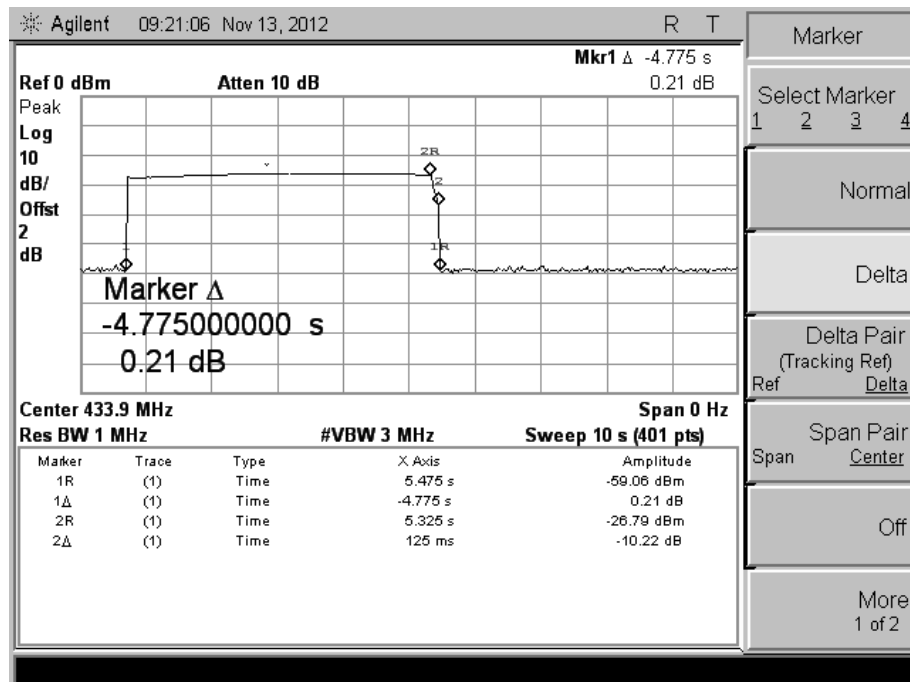 Agilent 09:21:06 Nov 13, 2012 R T
Mkr1 Δ -4.775 s
Ref 0 dBm Atten 10 dB 0.21 dB
Peak
Log
10
dB/
Offst
2
dB
2R
2
1
1R
Marker Δ
-4.775000000 s
0.21 dB
Center 433.9 MHz Span 0 Hz
Res BW 1 MHz #VBW 3 MHz Sweep 10 s (401 pts)
Marker Trace Type X Axis Amplitude
1R (1) Time 5.475 s -59.06 dBm
1Δ (1) Time -4.775 s 0.21 dB
2R (1) Time 5.325 s -26.79 dBm
2Δ (1) Time 125 ms -10.22 dB
Marker
Select Marker
1 2 3 4
Normal
Delta
Delta Pair
(Tracking Ref)
Ref Delta
Span Pair
Span Center
Off
More
1 of 2